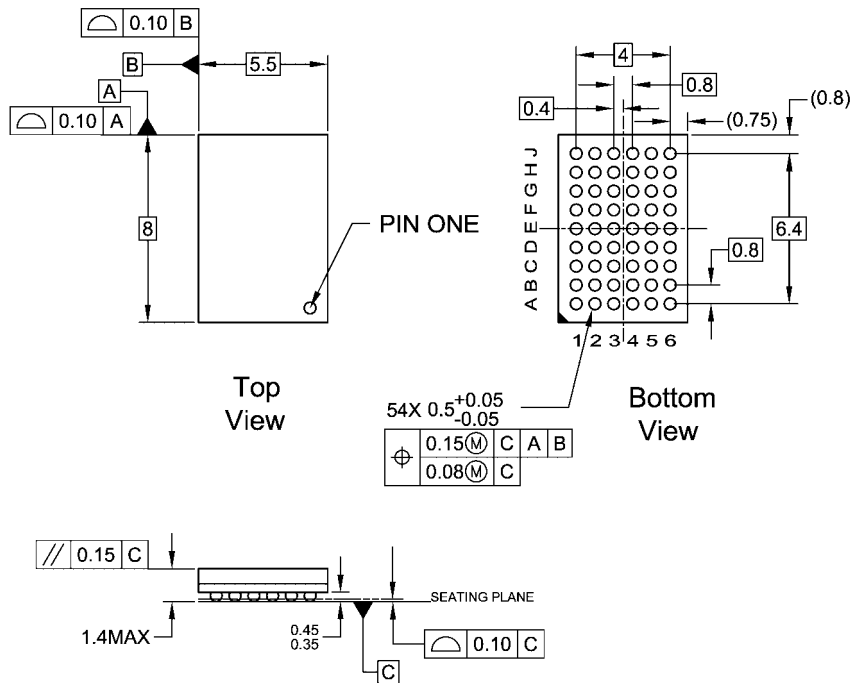 ⌓ 0.10 B
B
5.5
A
⌓ 0.10 A
8
PIN ONE
Top
View
4
0.8
0.4
(0.8)
(0.75)
J
H
G
F
E
D
C
B
A
6.4
0.8
1 2 3 4 5 6
Bottom
View
54X 0.5 +0.05
-0.05
⌖ 0.15Ⓜ C A B
0.08Ⓜ C
// 0.15 C
1.4MAX
0.45
0.35
SEATING PLANE
⌓ 0.10 C
C